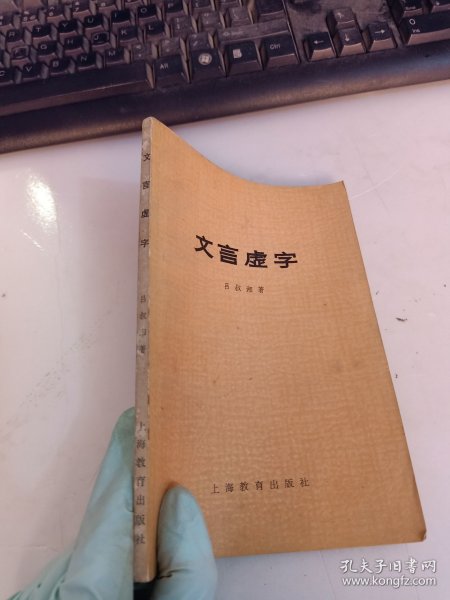 文言虚字
吕叔湘著
上海教育出版社
文言虚字
吕叔湘著
上海教育出版社
孔夫子旧书网
www.kongfz.com